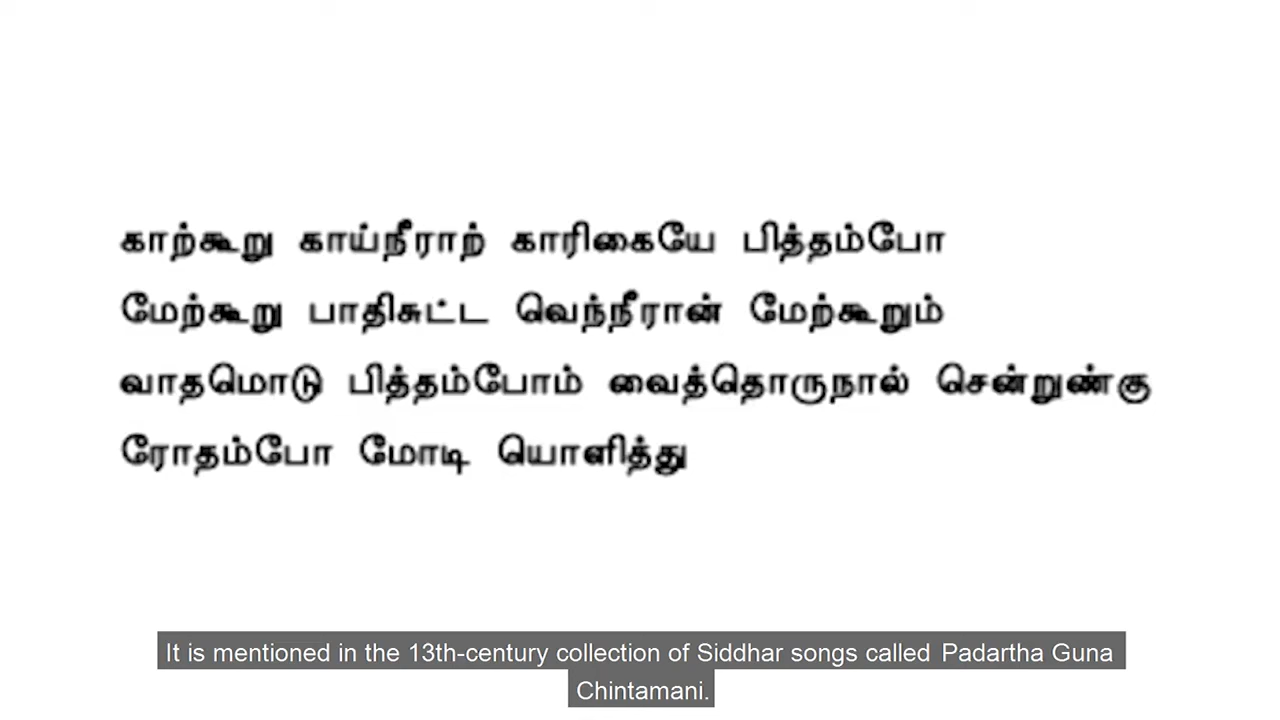 காற்கூறு காய்நீராற் காரிகையே பித்தம்போ
மேற்கூறு பாதிசுட்ட வெந்நீரான் மேற்கூறும்
வாதமொடு பித்தம்போம் வைத்தொருநால் சென்றுண்கு
ரோதம்போ மோடி யொளித்து
It is mentioned in the 13th-century collection of Siddhar songs called Padartha Guna
Chintamani.